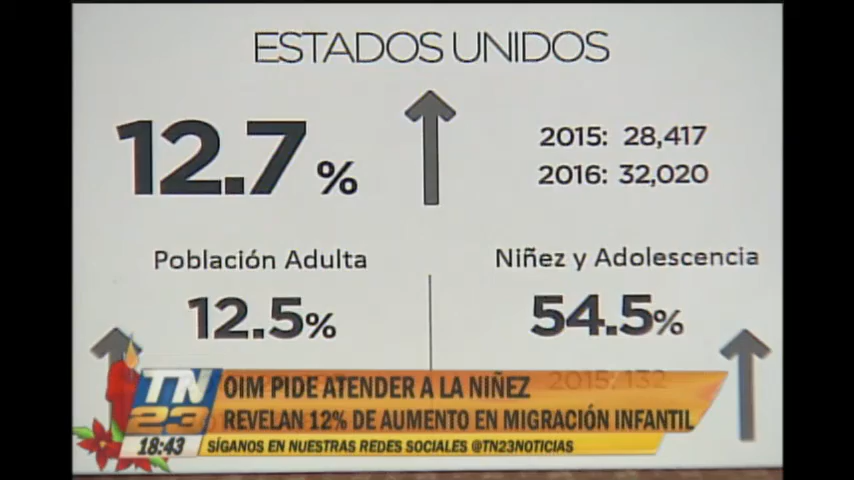 ESTADOS UNIDOS
12.7 %
2015: 28,417
2016: 32,020
Población Adulta
12.5%
Niñez y Adolescencia
54.5%
2015: 132
TN
23
18:43
OIM PIDE ATENDER A LA NIÑEZ
REVELAN 12% DE AUMENTO EN MIGRACIÓN INFANTIL
SÍGANOS EN NUESTRAS REDES SOCIALES @TN23NOTICIAS